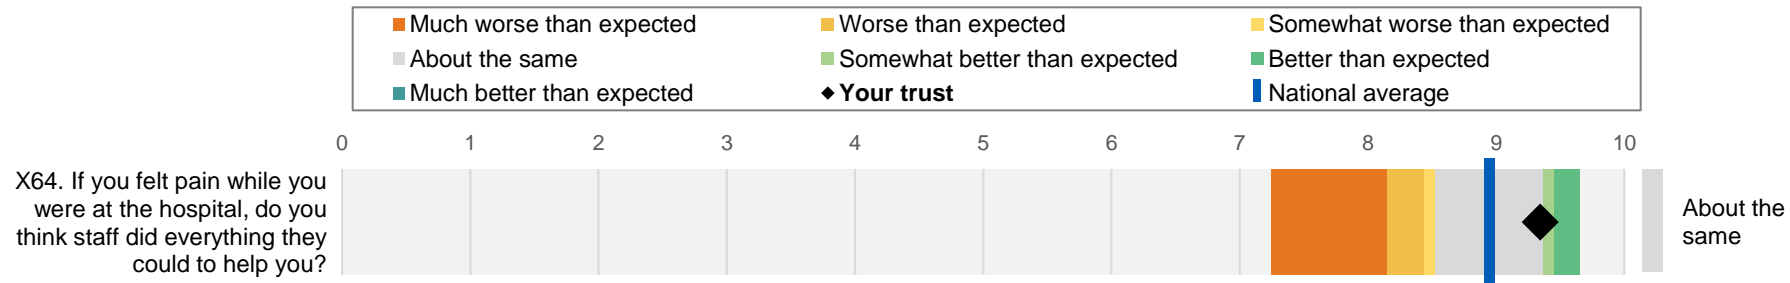 Much worse than expected
Worse than expected
Somewhat worse than expected
About the same
Somewhat better than expected
Better than expected
Much better than expected
Your trust
National average
0 1 2 3 4 5 6 7 8 9 10
X64. If you felt pain while you
were at the hospital, do you
think staff did everything they
could to help you?
About the
same